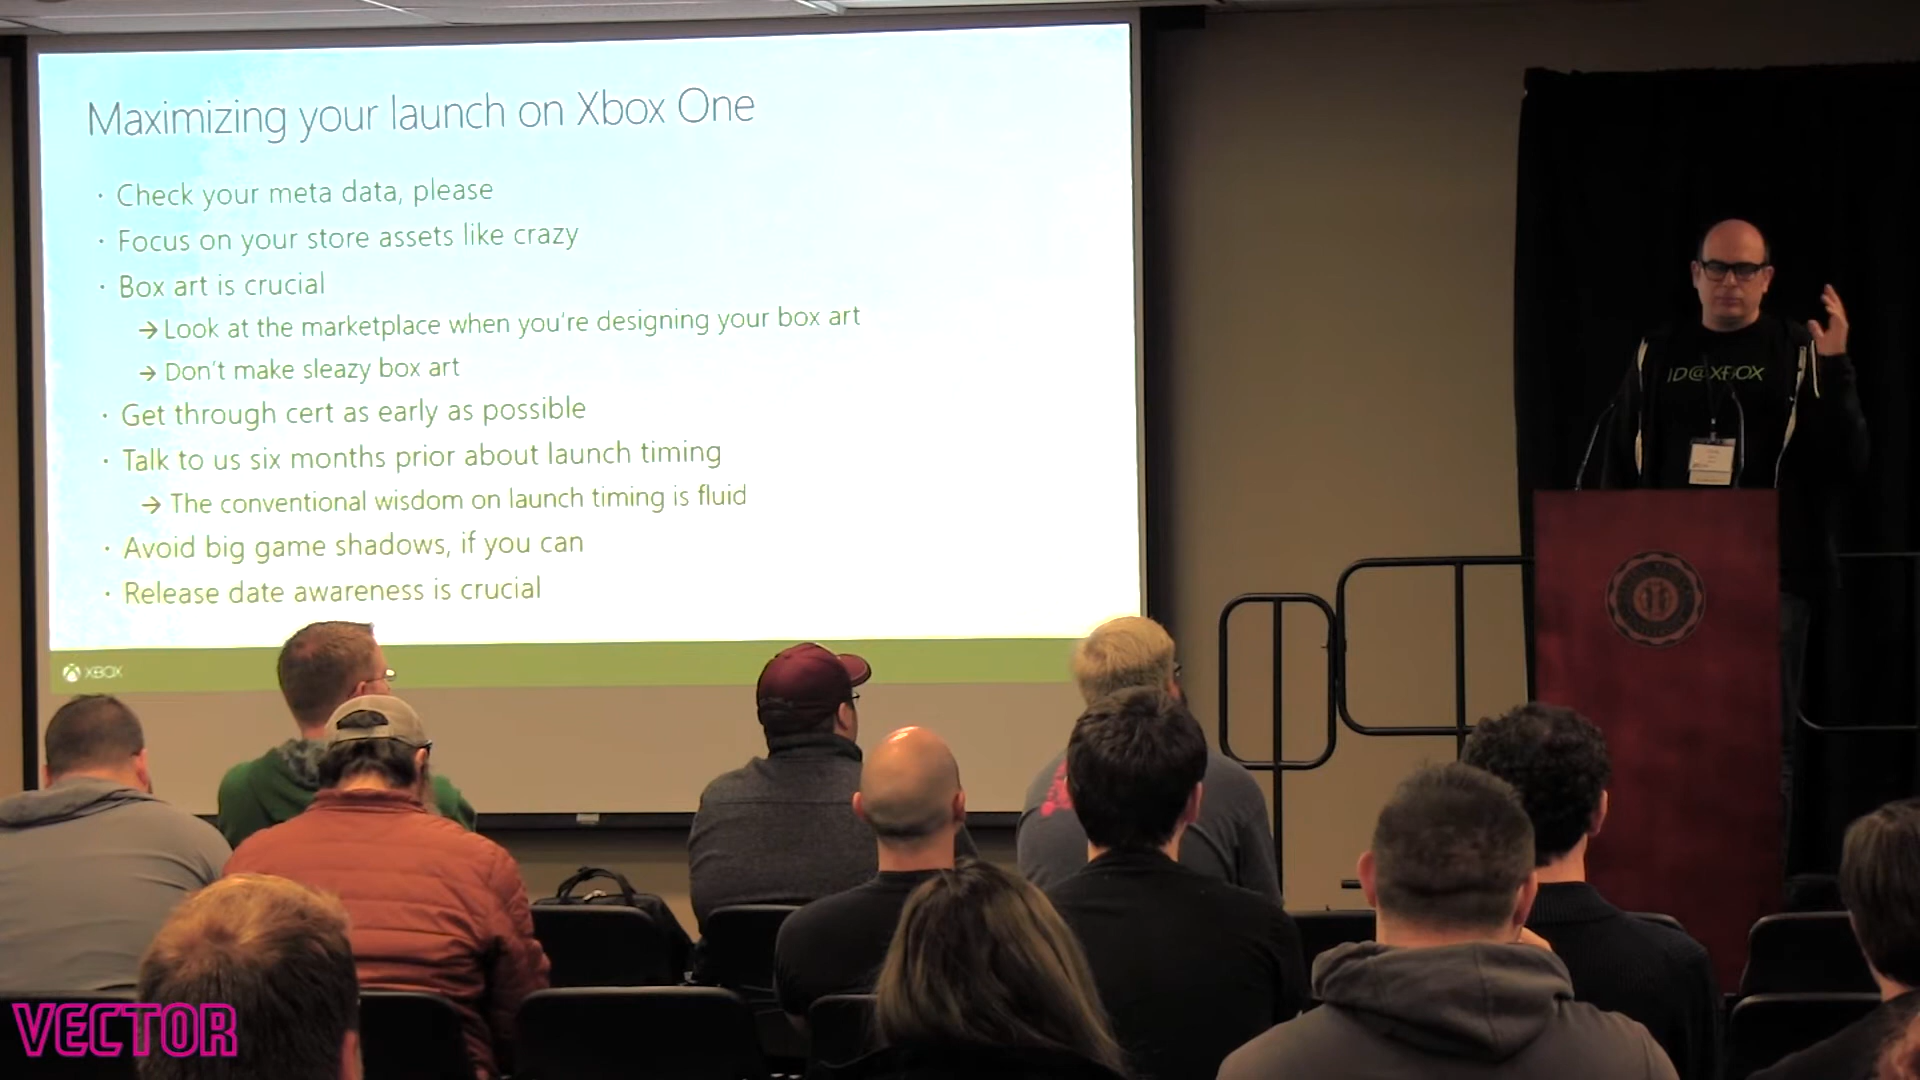 Maximizing your launch on Xbox One
· Check your meta data, please
· Focus on your store assets like crazy
· Box art is crucial
→ Look at the marketplace when you're designing your box art
→ Don't make sleazy box art
· Get through cert as early as possible
· Talk to us six months prior about launch timing
→ The conventional wisdom on launch timing is fluid
· Avoid big game shadows, if you can
· Release date awareness is crucial
XBOX
ID@XBOX
VECTOR